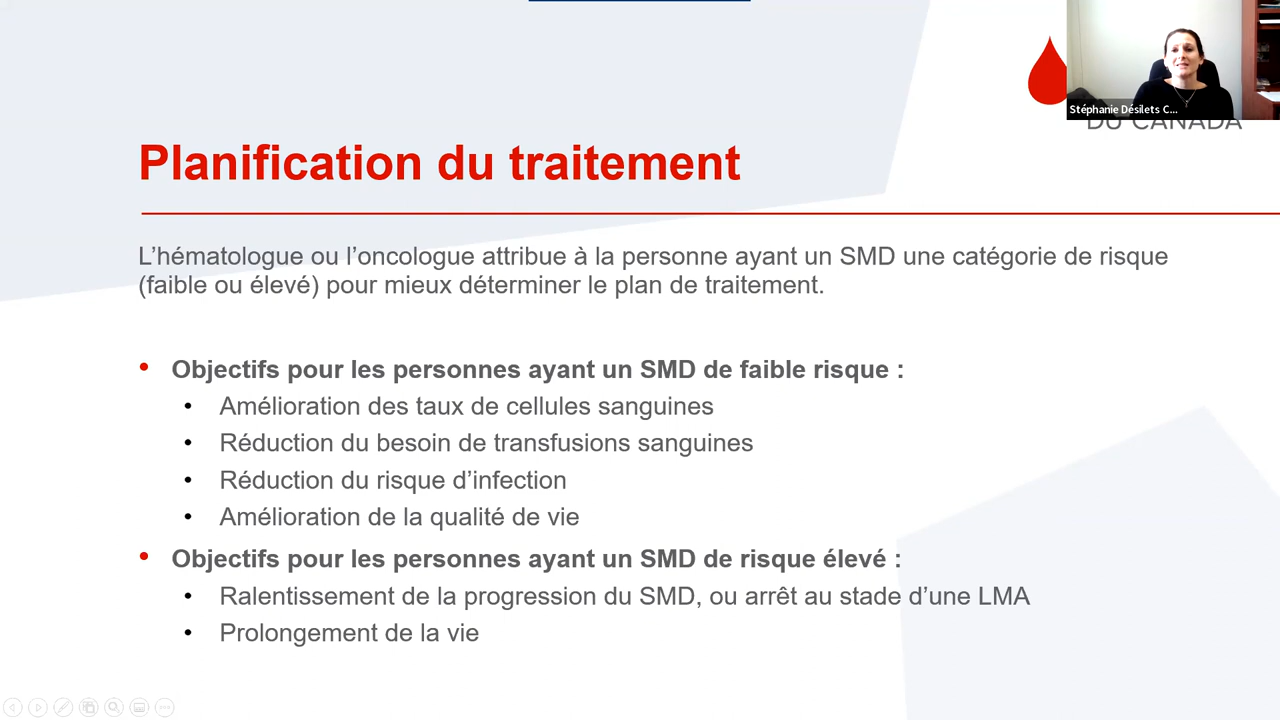 Stéphanie Désilets C...
DU CANADA
Planification du traitement
L’hématologue ou l’oncologue attribue à la personne ayant un SMD une catégorie de risque
(faible ou élevé) pour mieux déterminer le plan de traitement.
• Objectifs pour les personnes ayant un SMD de faible risque :
• Amélioration des taux de cellules sanguines
• Réduction du besoin de transfusions sanguines
• Réduction du risque d’infection
• Amélioration de la qualité de vie
• Objectifs pour les personnes ayant un SMD de risque élevé :
• Ralentissement de la progression du SMD, ou arrêt au stade d’une LMA
• Prolongement de la vie